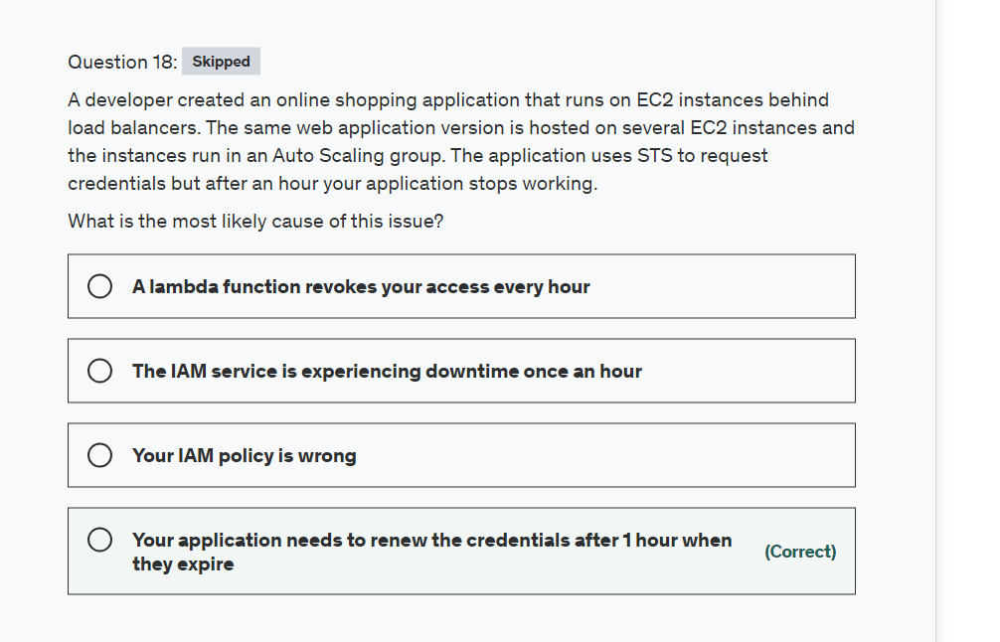 Question 18: Skipped
A developer created an online shopping application that runs on EC2 instances behind
load balancers. The same web application version is hosted on several EC2 instances and
the instances run in an Auto Scaling group. The application uses STS to request
credentials but after an hour your application stops working.
What is the most likely cause of this issue?
A lambda function revokes your access every hour
The IAM service is experiencing downtime once an hour
Your IAM policy is wrong
Your application needs to renew the credentials after 1 hour when
they expire
(Correct)